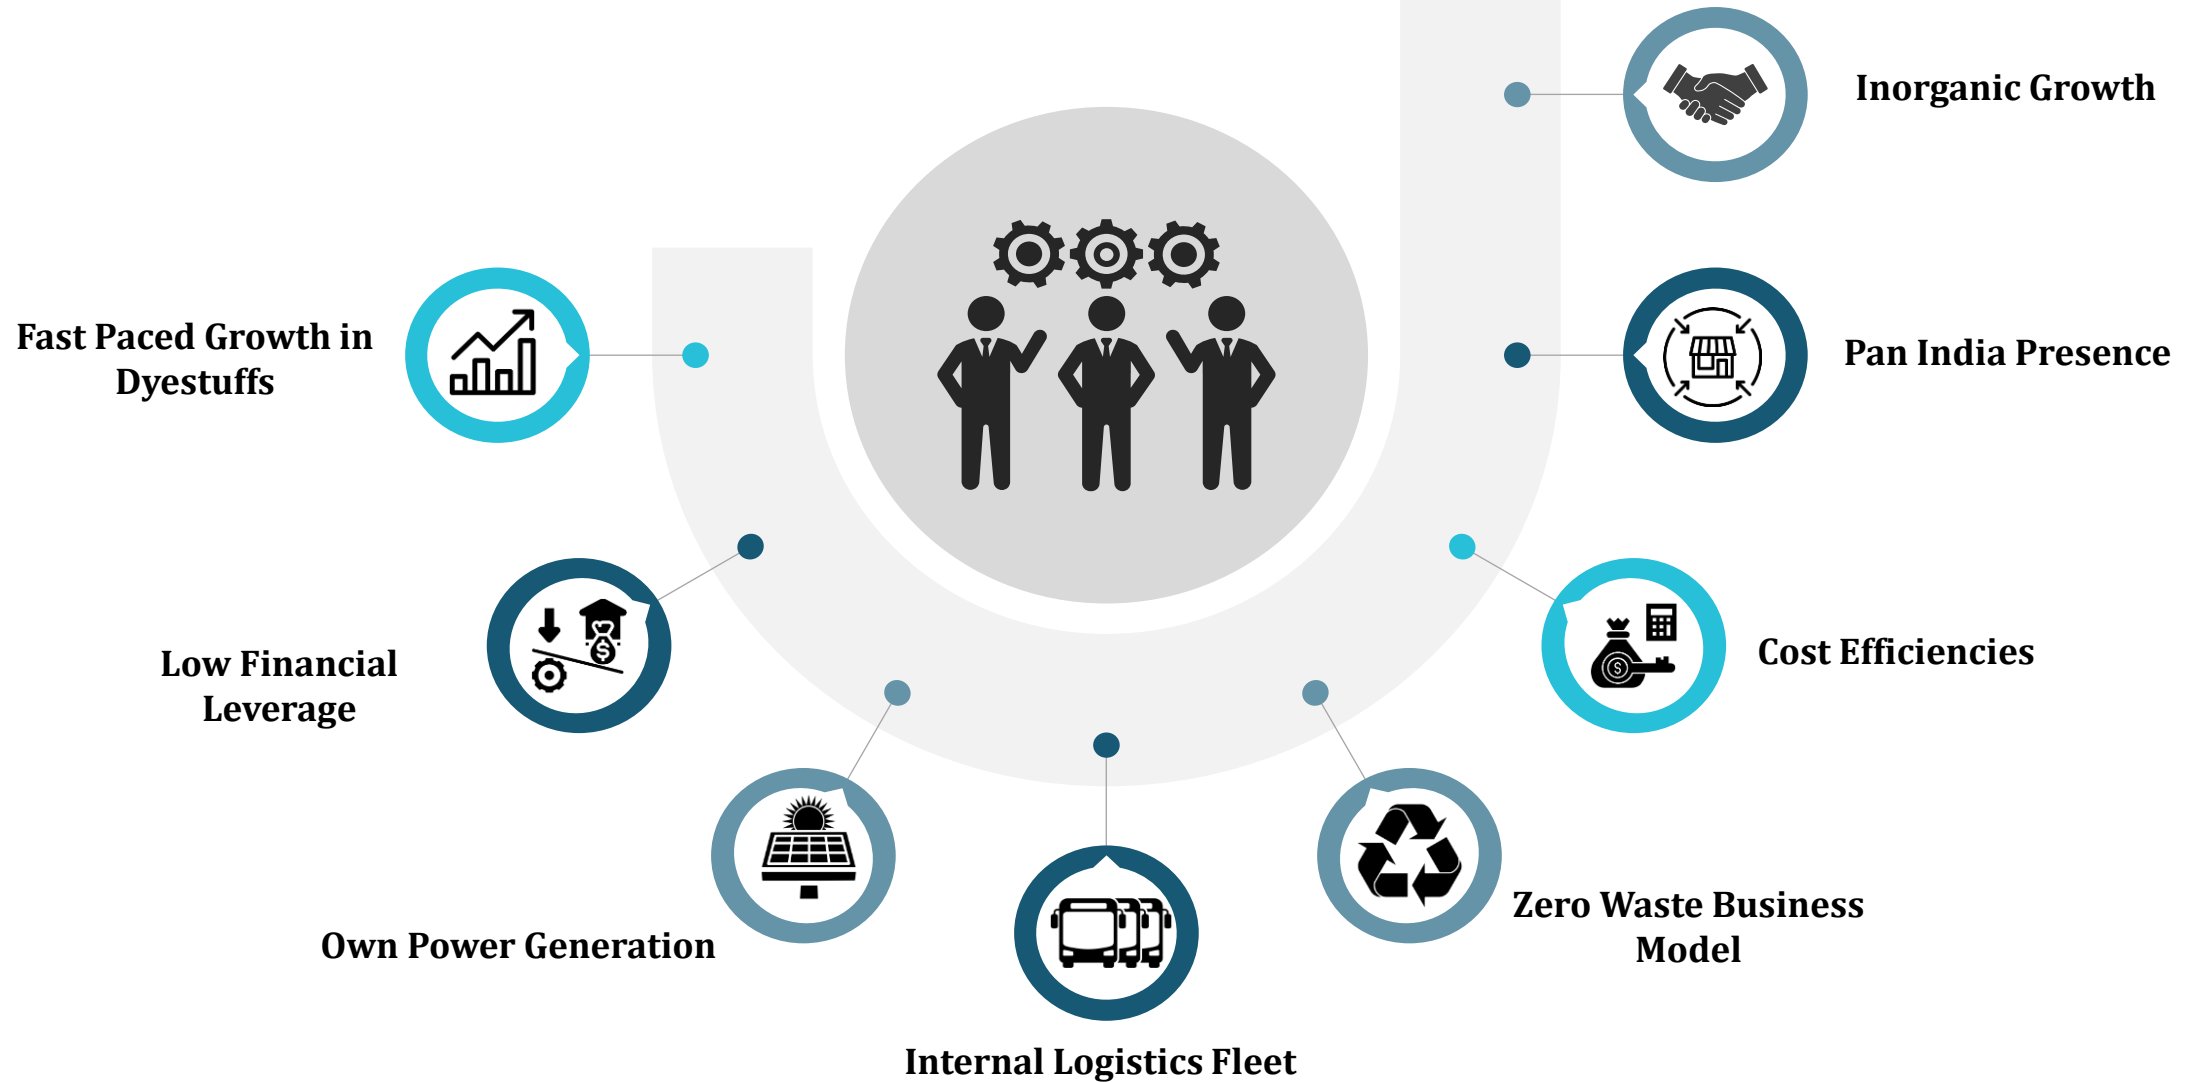 Inorganic Growth
Fast Paced Growth in
Dyestuffs
Pan India Presence
Low Financial
Leverage
Cost Efficiencies
Own Power Generation
Zero Waste Business
Model
Internal Logistics Fleet